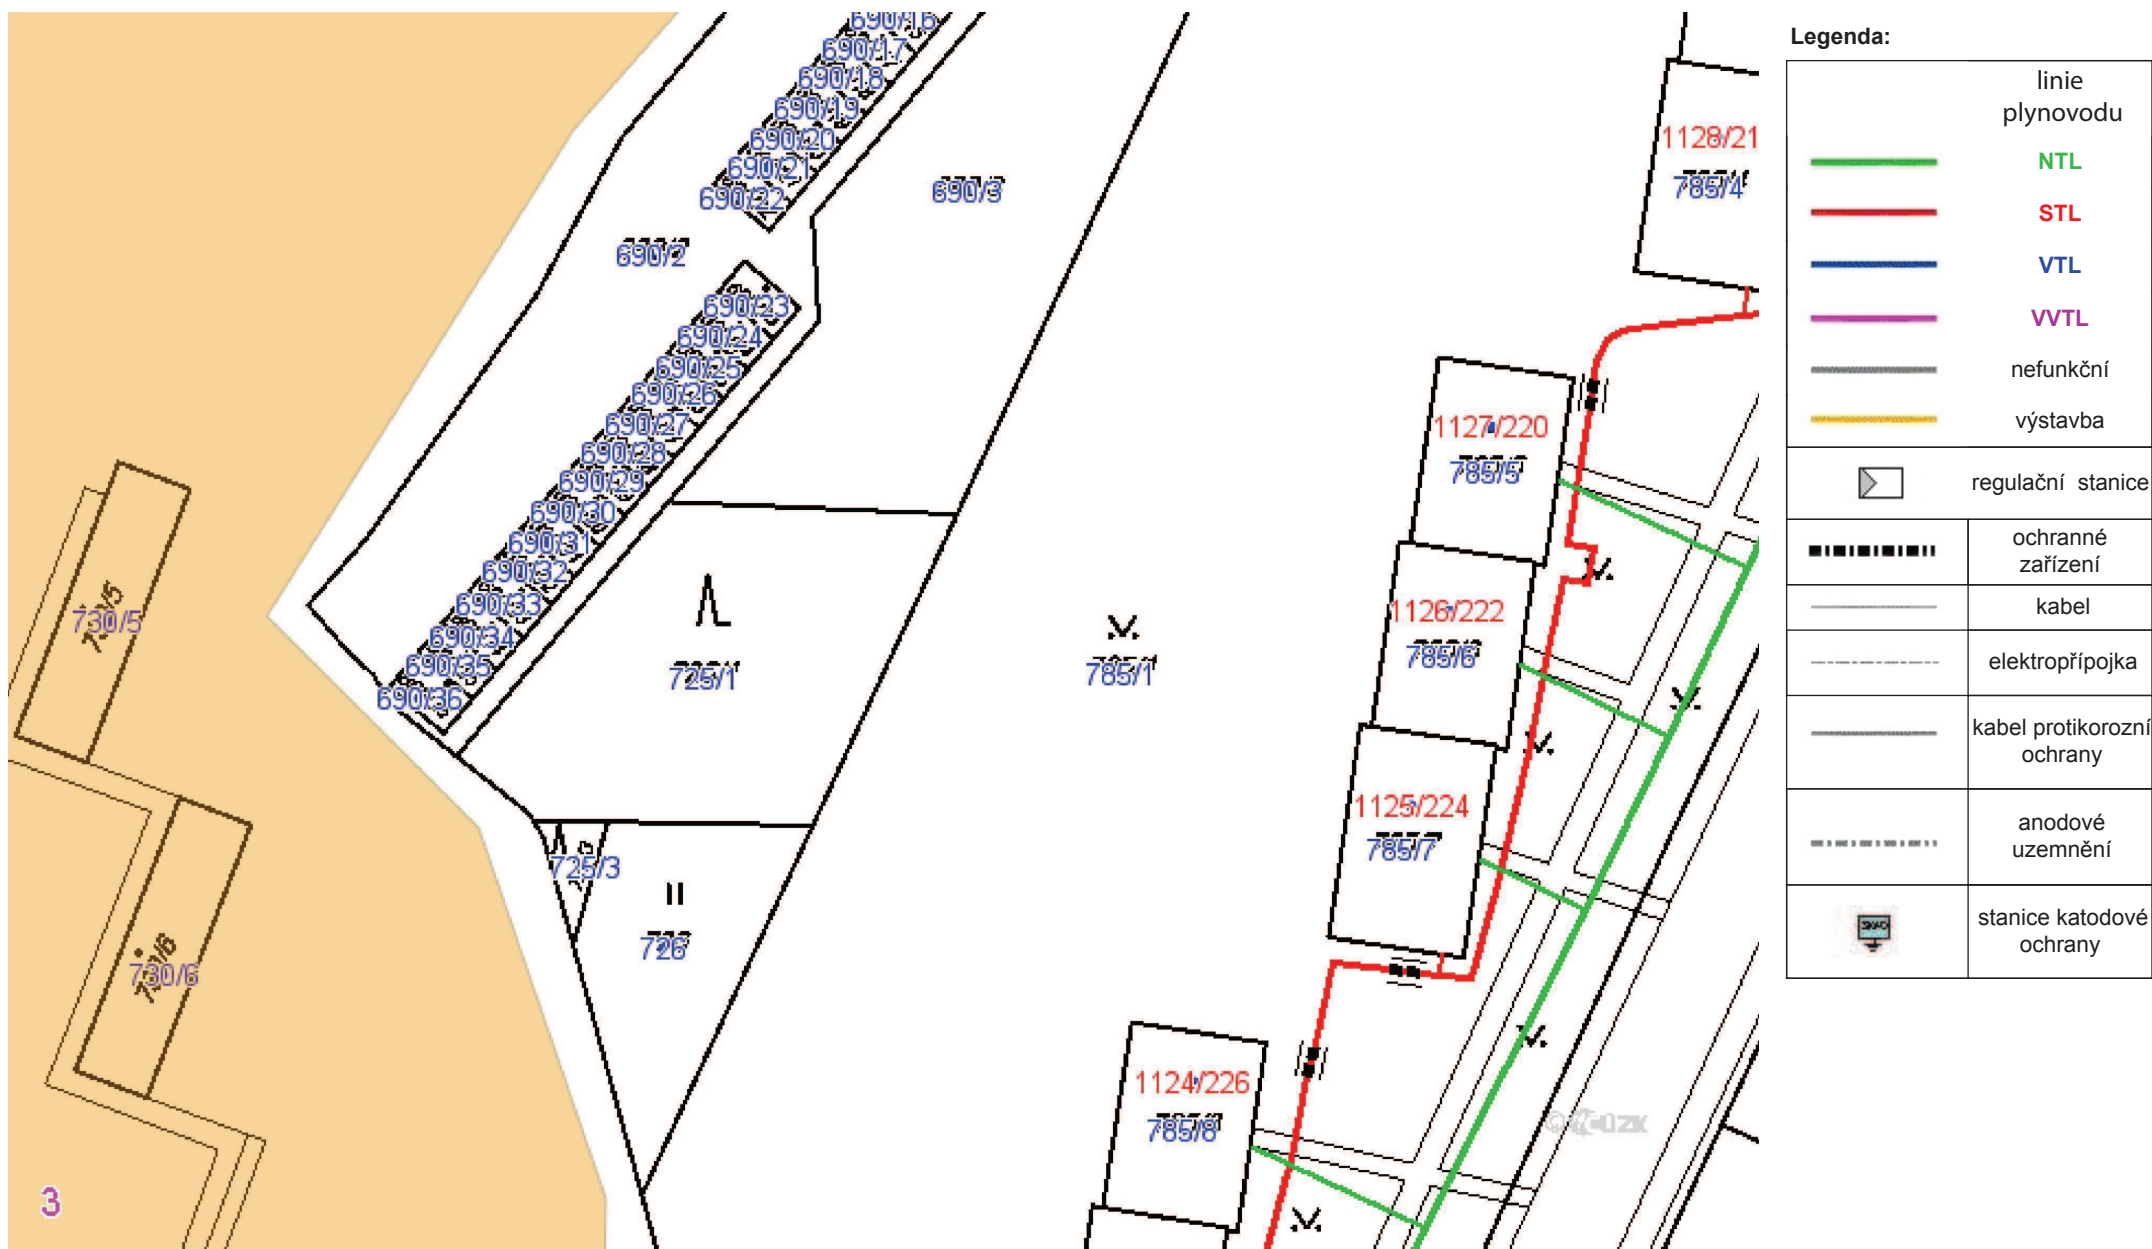 690/16
690/17
690/18
690/19
690/20
690/21
690/22
690/2
690/3
690/23
690/24
690/25
690/26
690/27
690/28
690/29
690/30
690/31
690/32
690/33
690/34
690/35
690/36
725/1
725/3
726
785/1
730/5
730/5
730/6
730/6
3
1128/21
785/4
1127/220
785/5
1126/222
785/6
1125/224
785/7
1124/226
785/8
Legenda:
linie
plynovodu
NTL
STL
VTL
VVTL
nefunkční
výstavba
regulační stanice
ochranné
zařízení
kabel
elektropřípojka
kabel protikorozní
ochrany
anodové
uzemnění
stanice katodové
ochrany